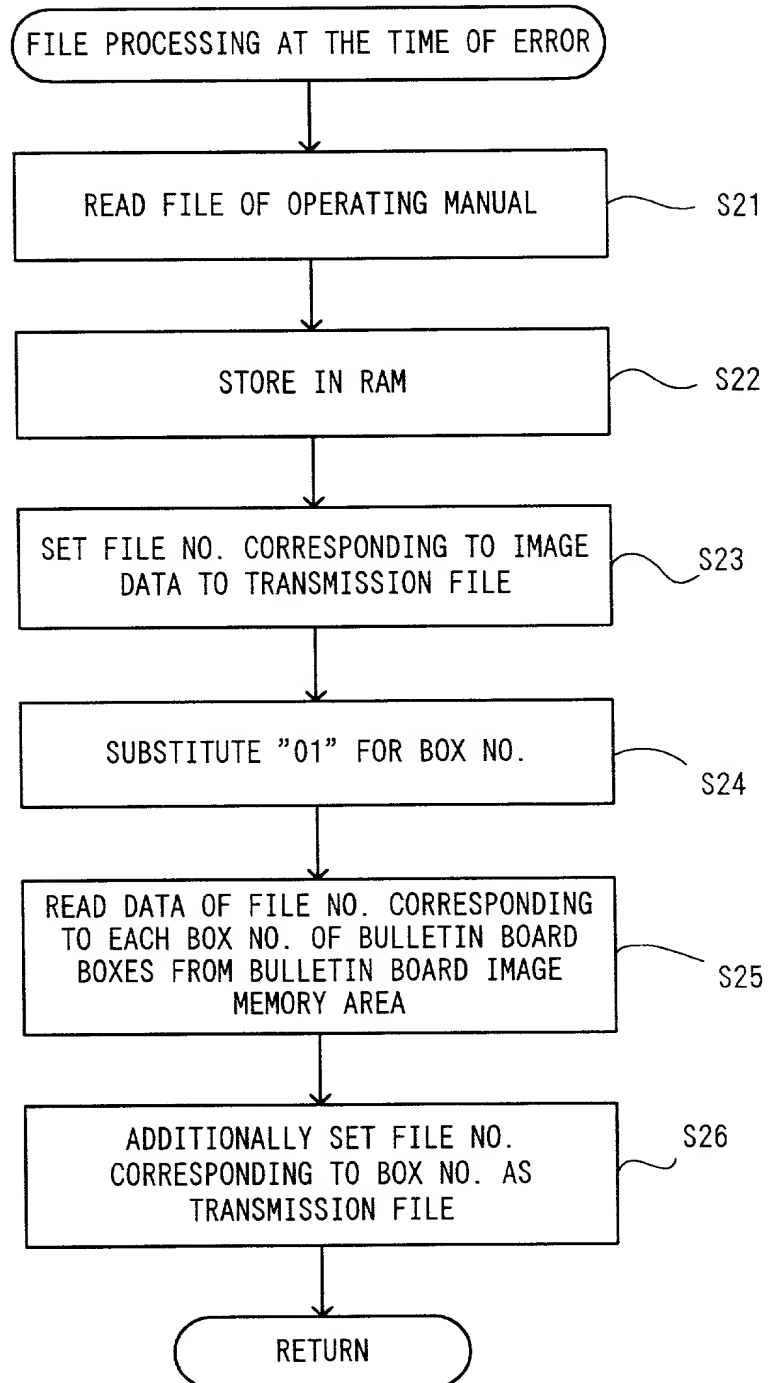 FILE PROCESSING AT THE TIME OF ERROR
READ FILE OF OPERATING MANUAL
S21
STORE IN RAM
S22
SET FILE NO. CORRESPONDING TO IMAGE
DATA TO TRANSMISSION FILE
S23
SUBSTITUTE ”01” FOR BOX NO.
S24
READ DATA OF FILE NO. CORRESPONDING
TO EACH BOX NO. OF BULLETIN BOARD
BOXES FROM BULLETIN BOARD IMAGE
MEMORY AREA
S25
ADDITIONALLY SET FILE NO.
CORRESPONDING TO BOX NO. AS
TRANSMISSION FILE
S26
RETURN